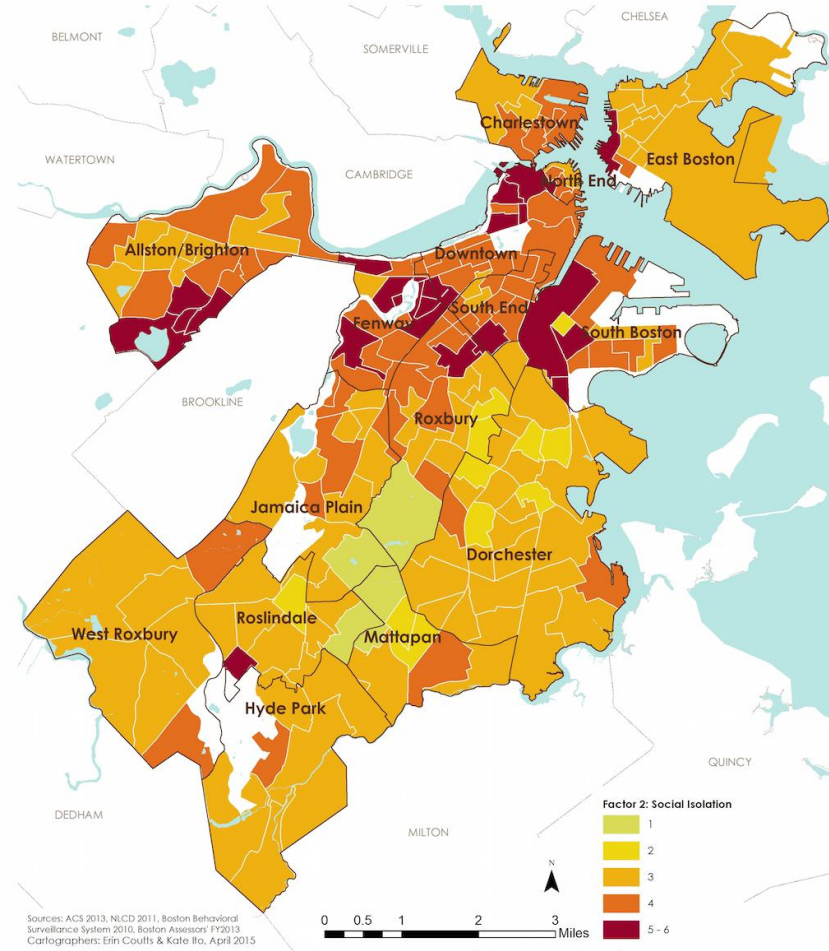 CHELSEA
BELMONT
SOMERVILLE
Charlestown
WATERTOWN
East Boston
CAMBRIDGE
North End
Allston/Brighton
Downtown
South End
Fenway
South Boston
BROOKLINE
Roxbury
Jamaica Plain
Dorchester
Roslindale
West Roxbury
Mattapan
Hyde Park
QUINCY
DEDHAM
MILTON
Factor 2: Social Isolation
1
2
3
4
5 - 6
N
0 0.5 1 2 3 Miles
Sources: ACS 2013, NLCD 2011, Boston Behavioral
Surveillance System 2010, Boston Assessors' FY2013
Cartographers: Erin Coutts & Kate Ito, April 2015